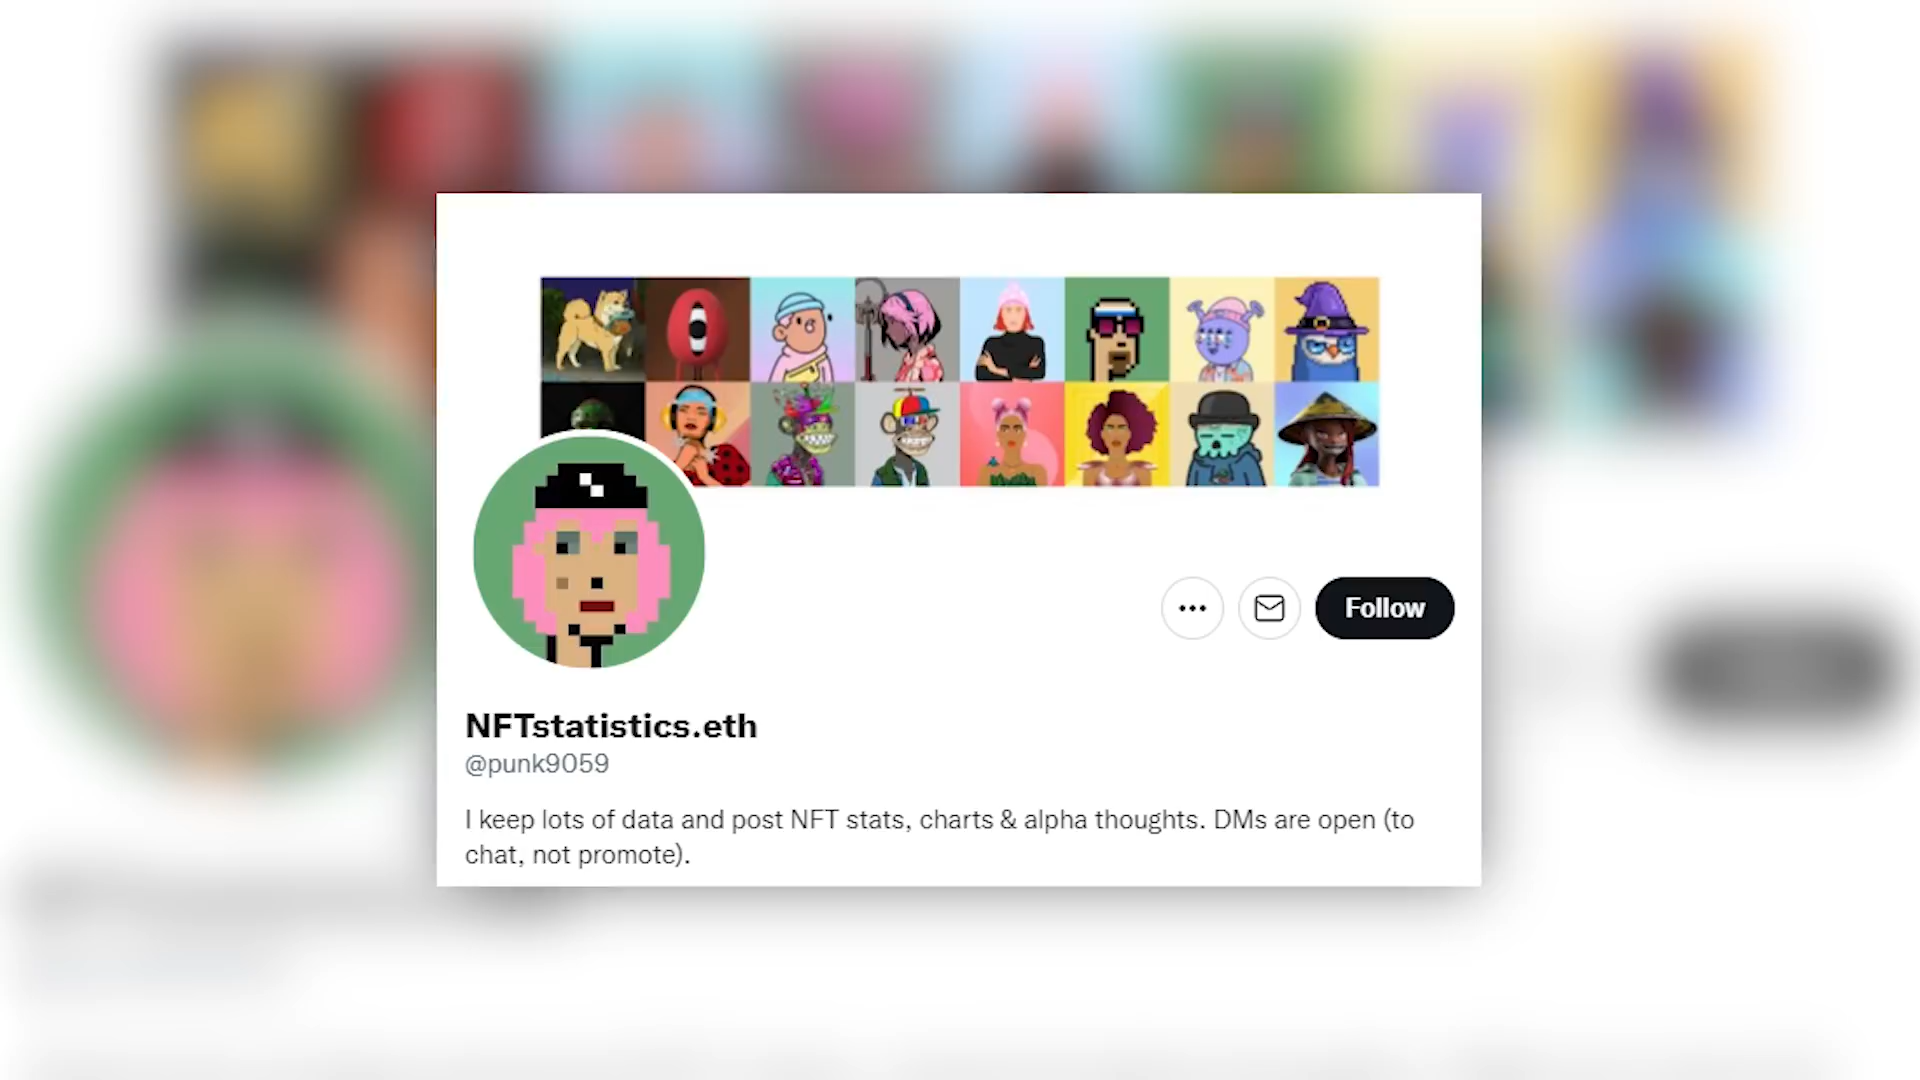 Follow
NFTstatistics.eth
@punk9059
I keep lots of data and post NFT stats, charts & alpha thoughts. DMs are open (to
chat, not promote).